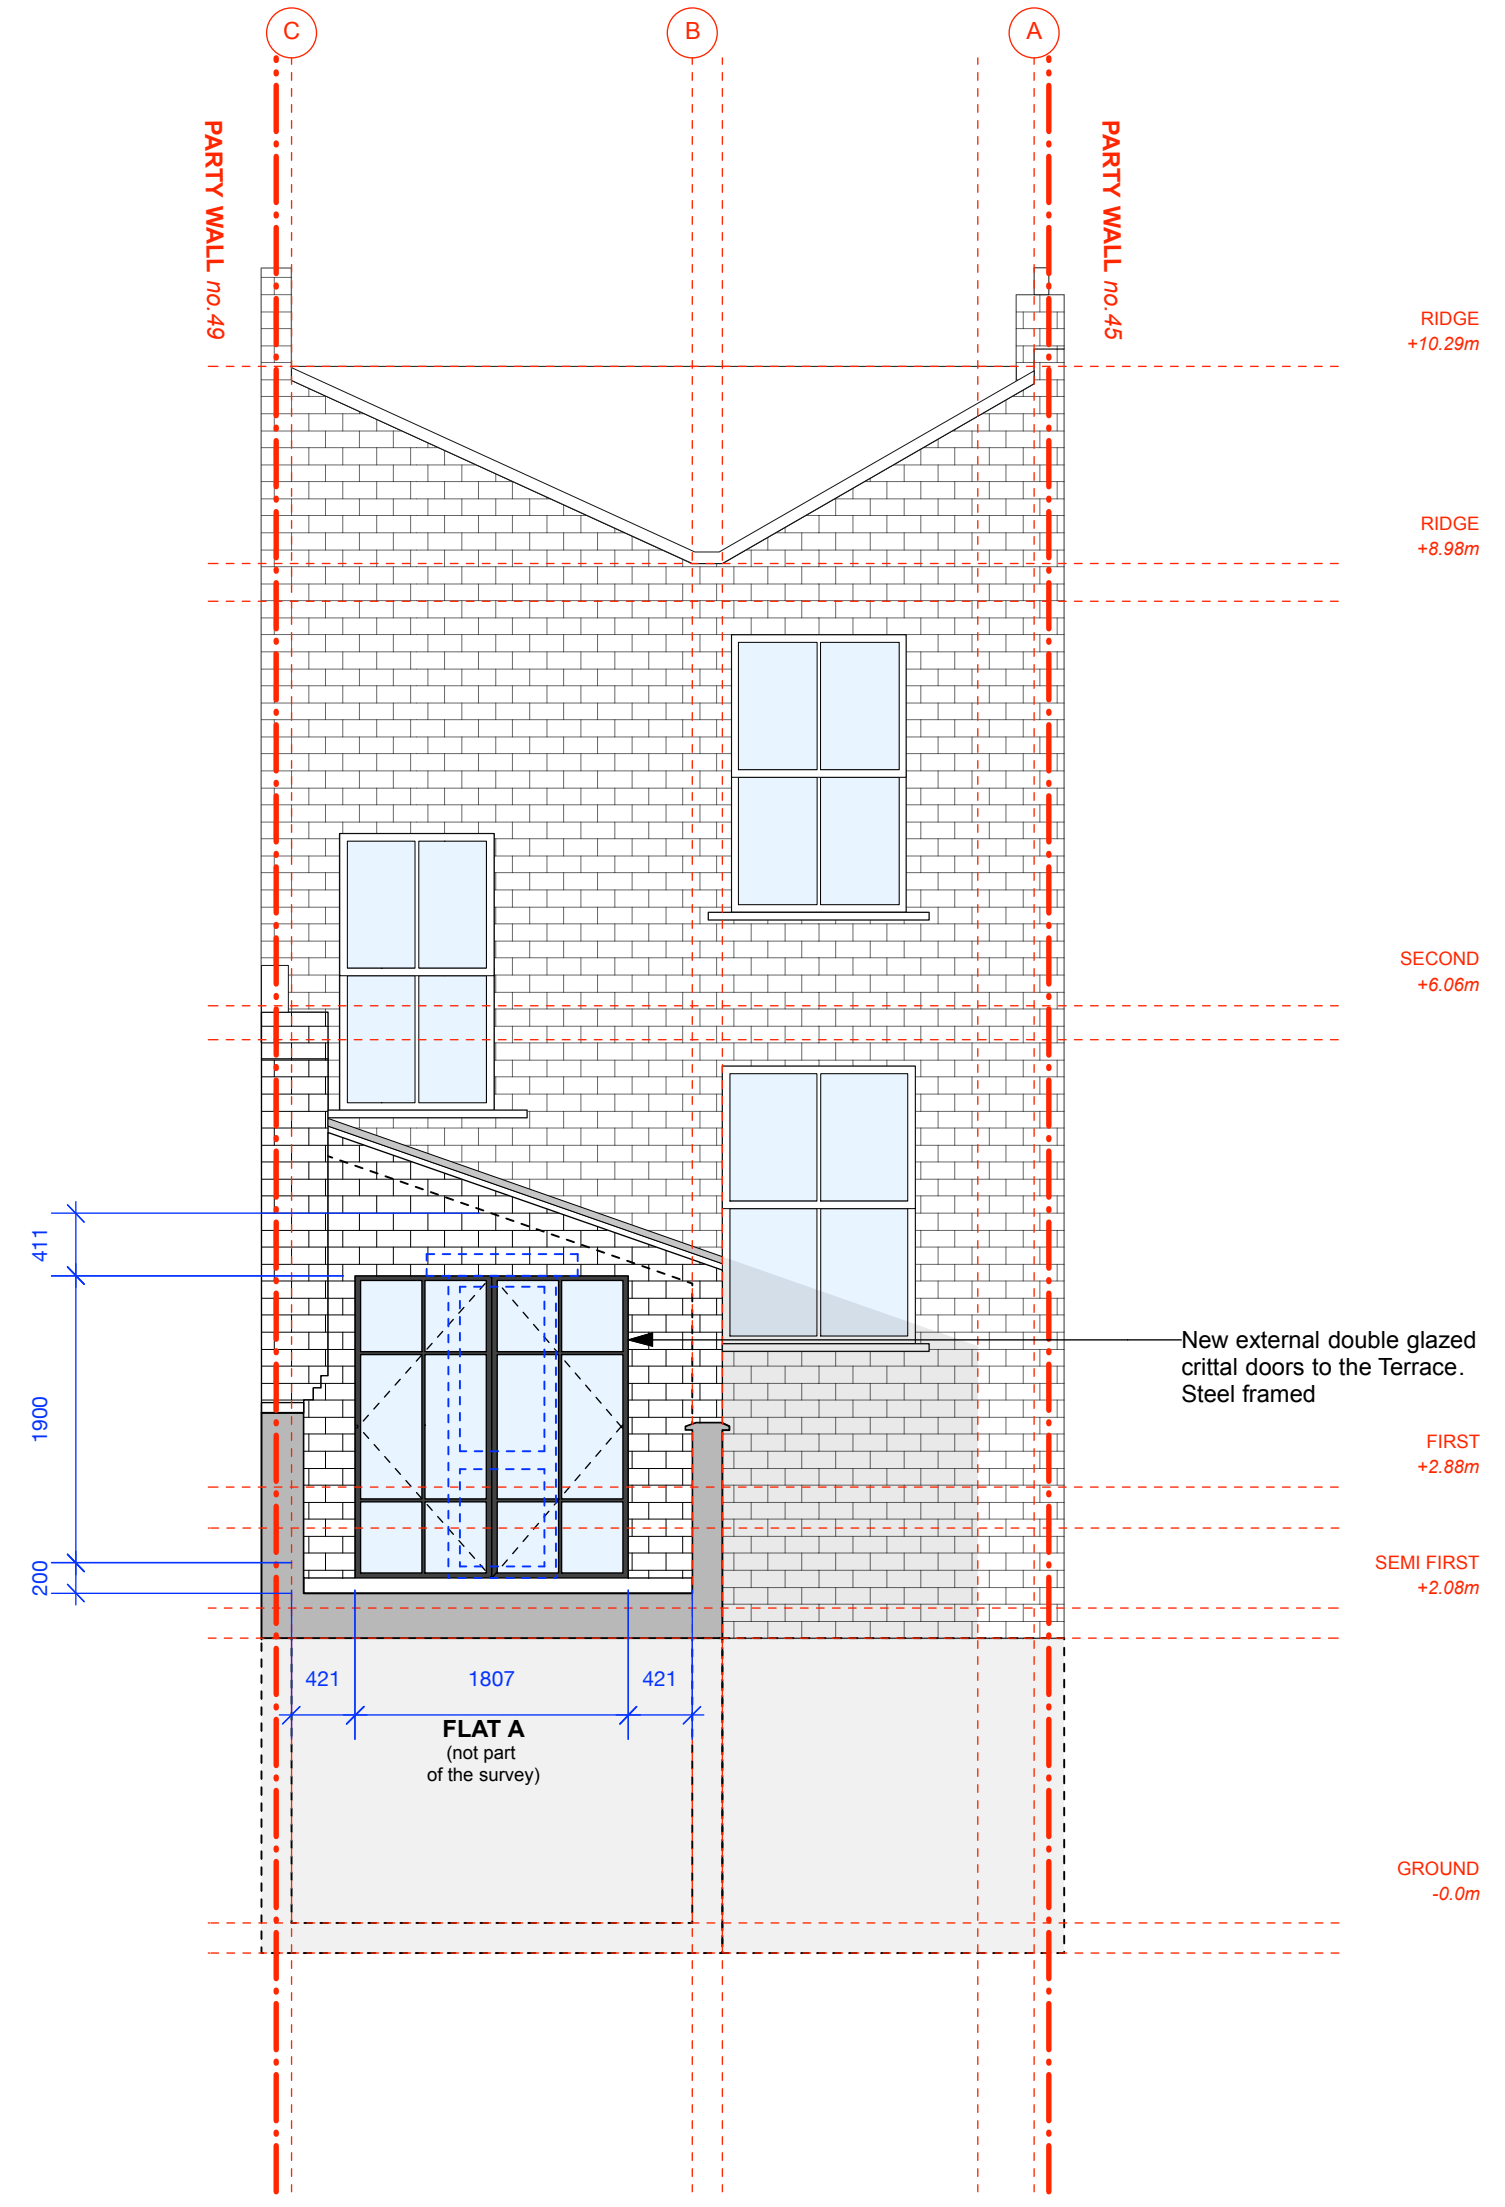 C
B
A
PARTY WALL no.49
PARTY WALL no.45
RIDGE
+10.29m
RIDGE
+8.98m
SECOND
+6.06m
411
New external double glazed
crittal doors to the Terrace.
Steel framed
1900
FIRST
+2.88m
200
SEMI FIRST
+2.08m
421
1807
421
FLAT A
(not part
of the survey)
GROUND
-0.0m